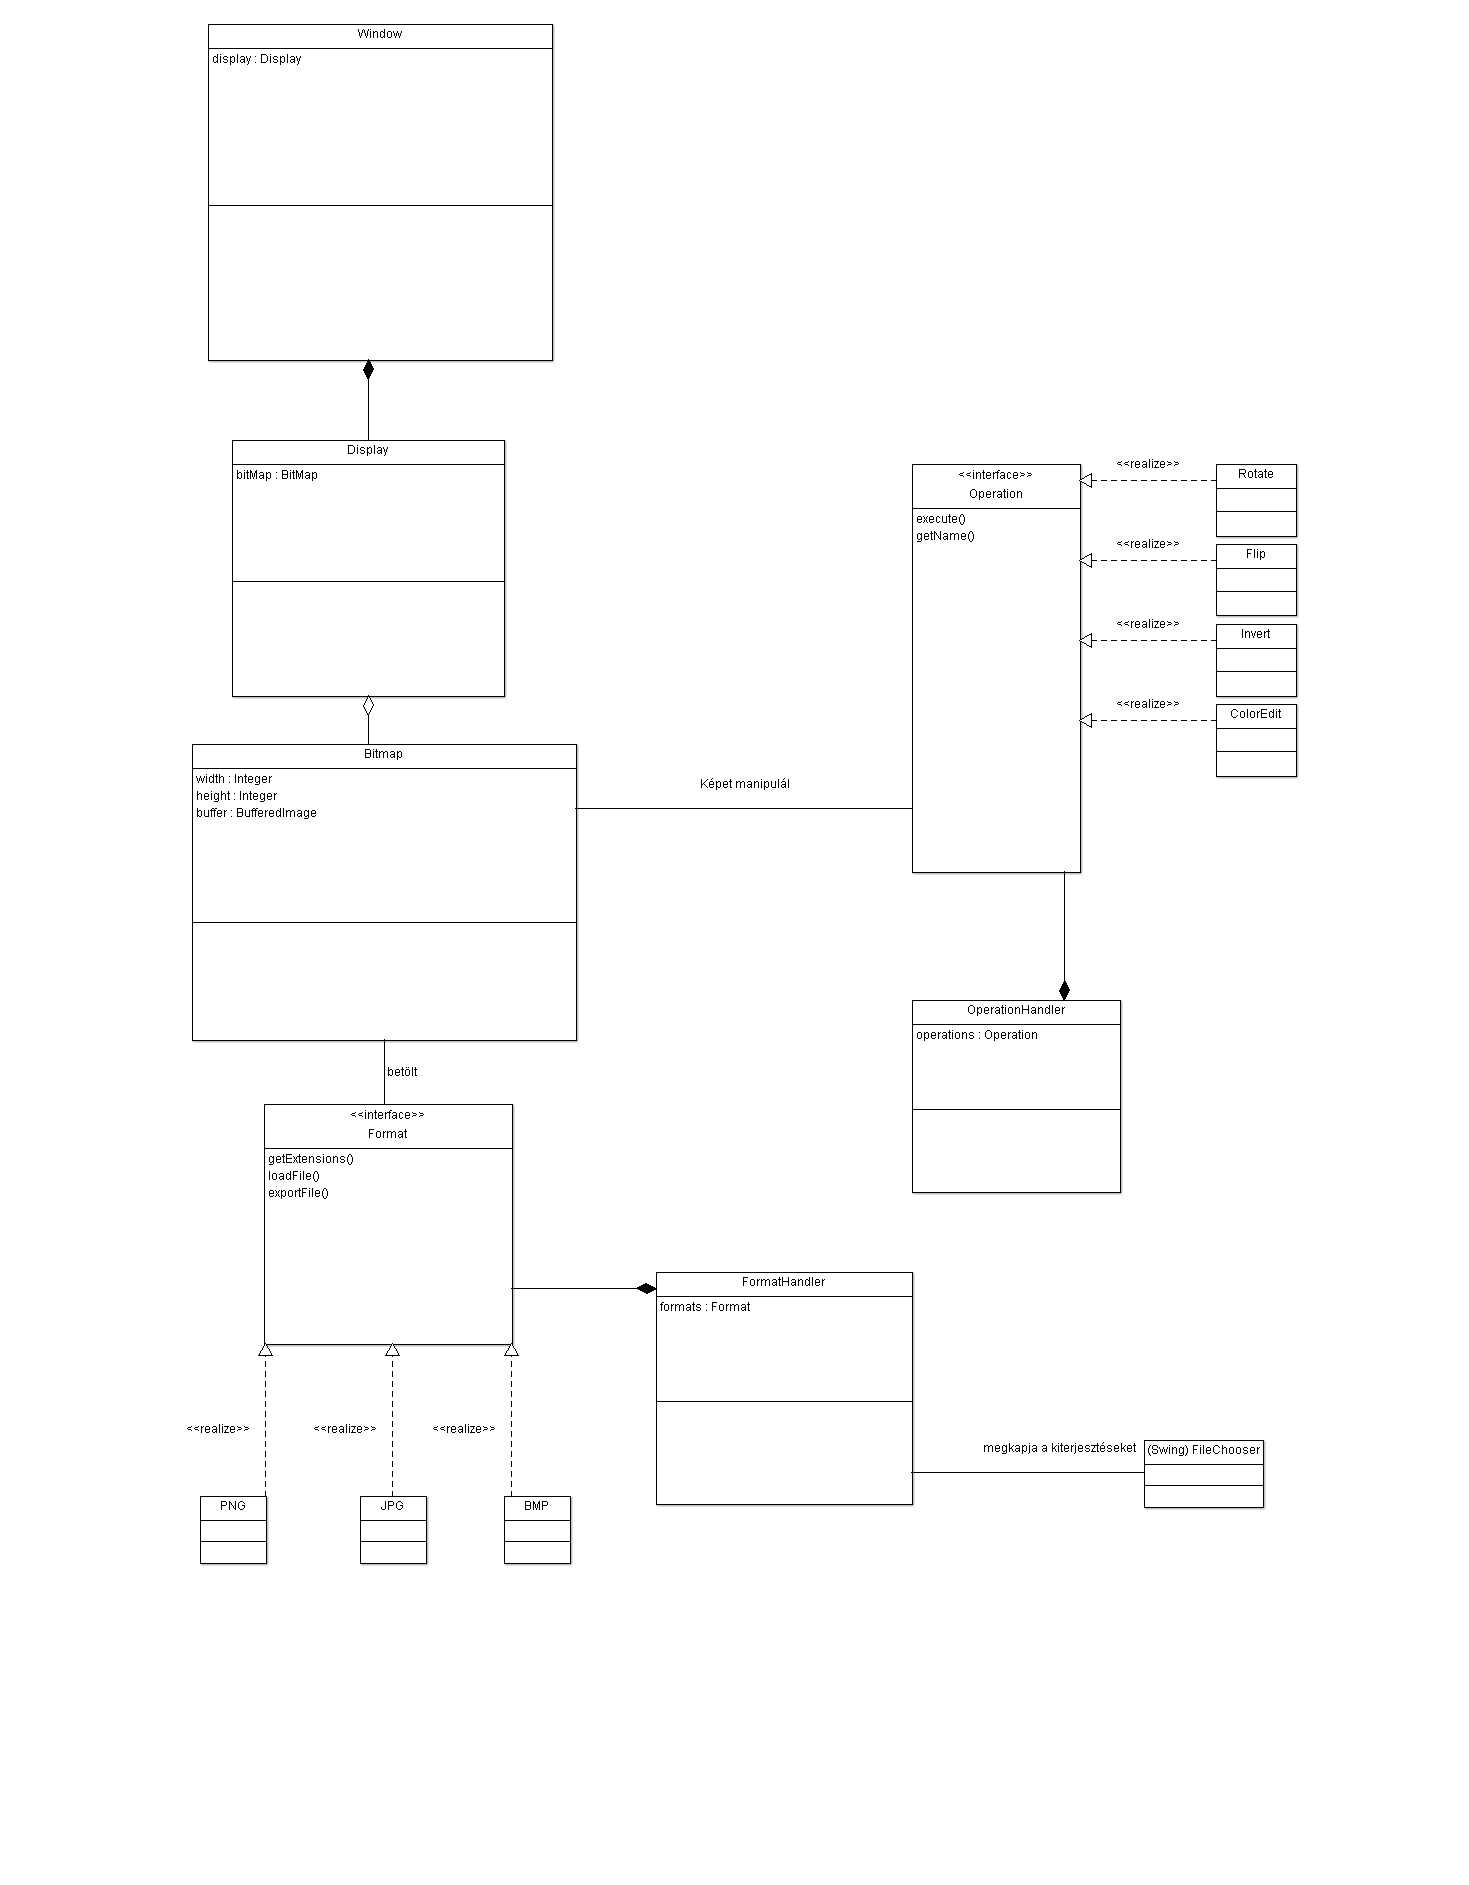 Window
display : Display
Display
bitMap : BitMap
<<interface>>
Operation
execute()
getName()
<<realize>>
Rotate
<<realize>>
Flip
<<realize>>
Invert
<<realize>>
ColorEdit
Bitmap
width : Integer
height : Integer
buffer : BufferedImage
Képet manipulál
OperationHandler
operations : Operation
betölt
<<interface>>
Format
getExtensions()
loadFile()
exportFile()
FormatHandler
formats : Format
<<realize>>
<<realize>>
<<realize>>
megkapja a kiterjesztéseket
(Swing) FileChooser
PNG
JPG
BMP